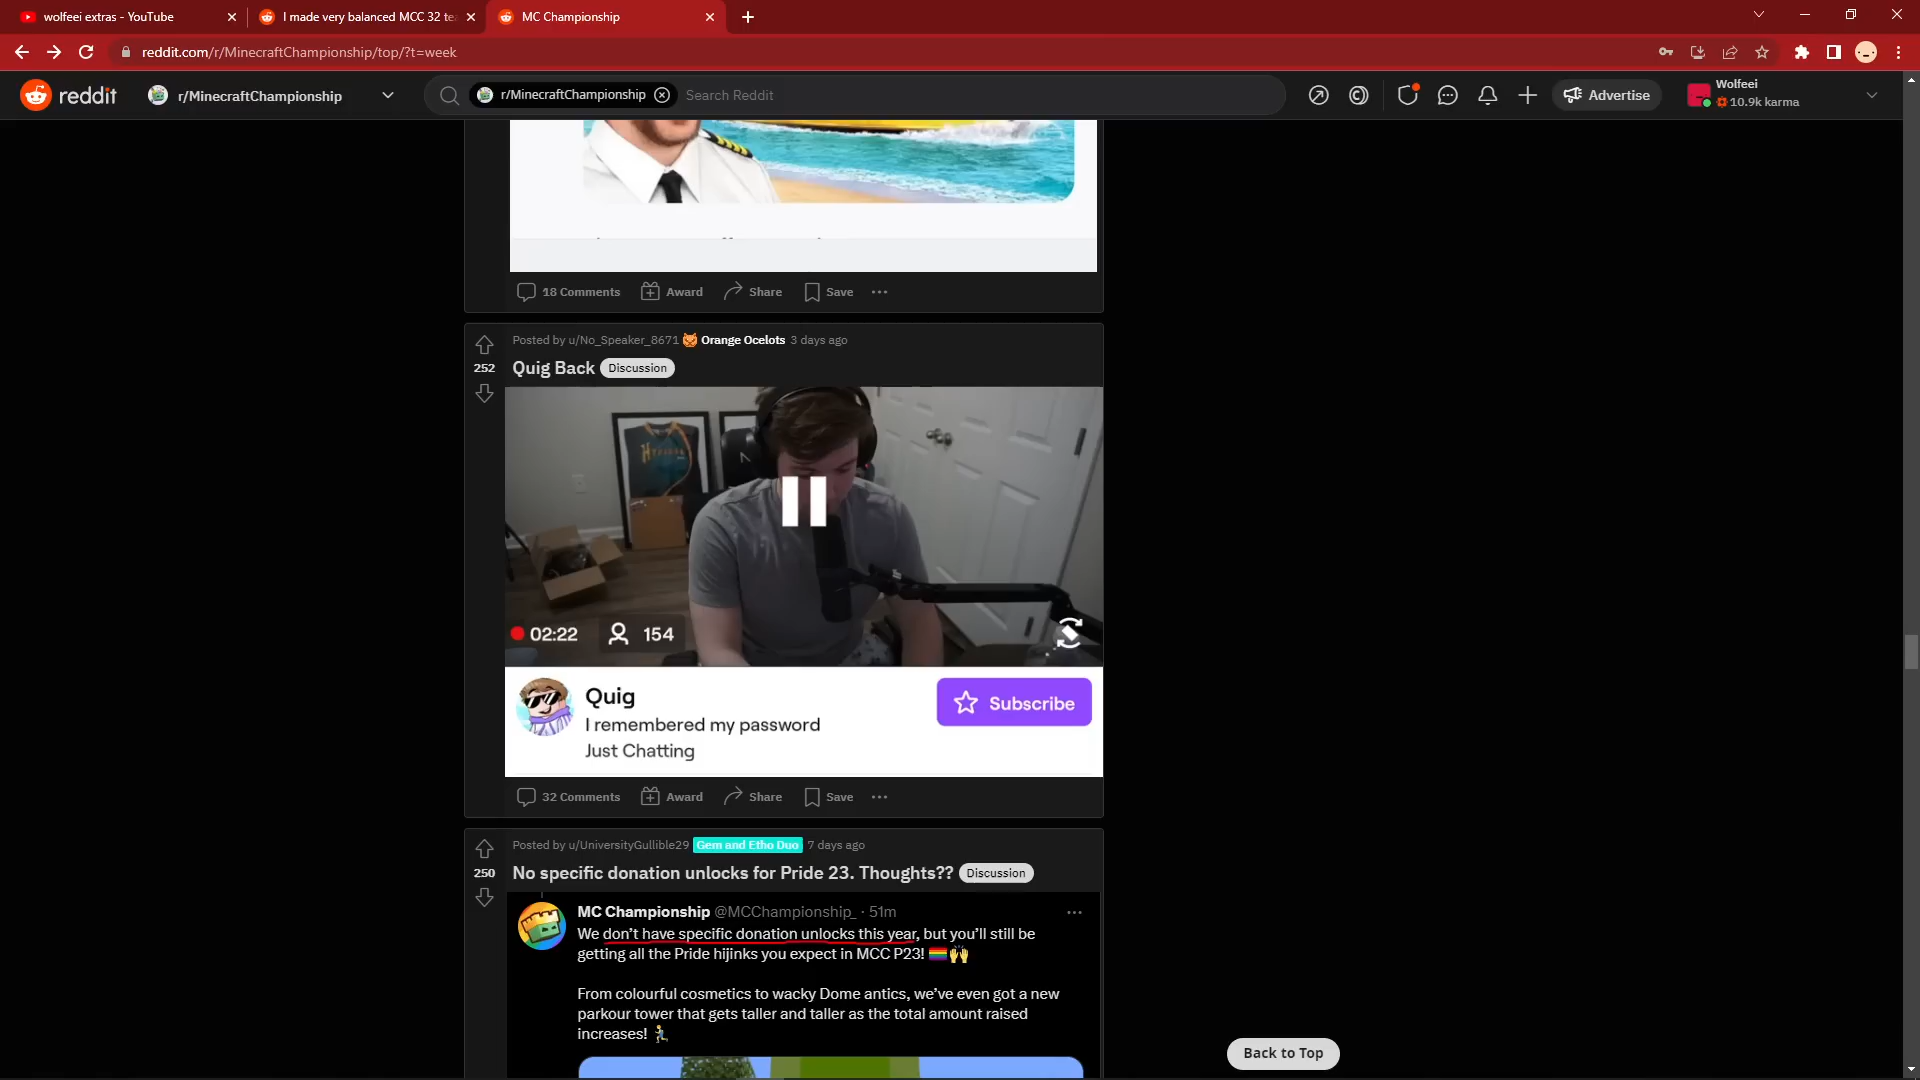 wolfeei extras - YouTube
I made very balanced MCC 32 te
MC Championship
reddit.com/r/MinecraftChampionship/top/?t=week
reddit
r/MinecraftChampionship
r/MinecraftChampionship
Search Reddit
Advertise
Wolfeei
10.9k karma
18 Comments Award Share Save
Posted by u/No_Speaker_8671 Orange Ocelots 3 days ago
252
Quig Back Discussion
02:22 154
Quig
I remembered my password
Just Chatting
Subscribe
32 Comments Award Share Save
Posted by u/UniversityGullible29 Gem and Etho Duo 7 days ago
250
No specific donation unlocks for Pride 23. Thoughts?? Discussion
MC Championship @MCChampionship_ · 51m
We don't have specific donation unlocks this year, but you'll still be
getting all the Pride hijinks you expect in MCC P23! 🏳️‍🌈🙌
From colourful cosmetics to wacky Dome antics, we've even got a new
parkour tower that gets taller and taller as the total amount raised
increases! 🏃
Back to Top